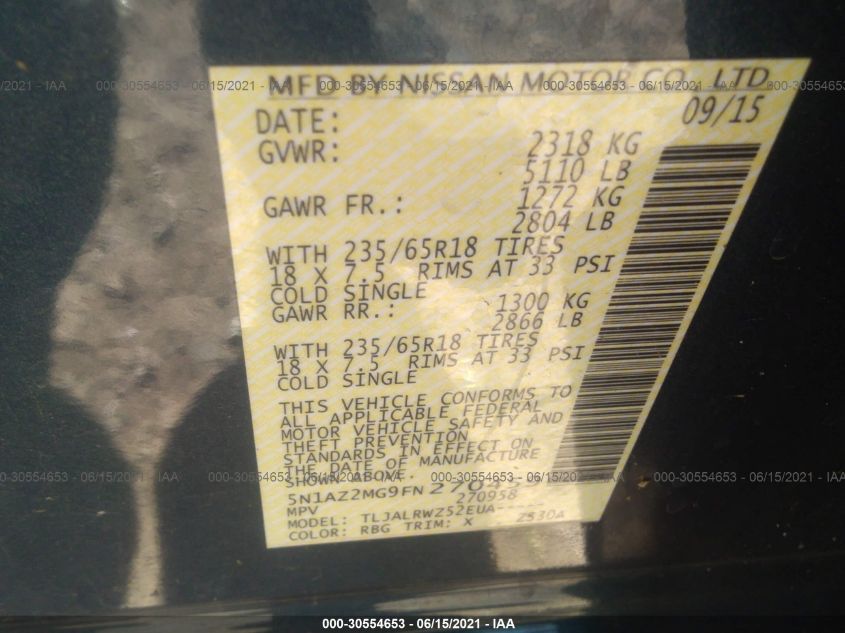 MFD BY NISSAN MOTOR CO., LTD
DATE: 09/15
GVWR: 2318 KG
5110 LB
GAWR FR.: 1272 KG
2804 LB
WITH 235/65R18 TIRES
18 X 7.5 RIMS AT 33 PSI
COLD SINGLE
GAWR RR.: 1300 KG
2866 LB
WITH 235/65R18 TIRES
18 X 7.5 RIMS AT 33 PSI
COLD SINGLE
THIS VEHICLE CONFORMS TO
ALL APPLICABLE FEDERAL
MOTOR VEHICLE SAFETY AND
THEFT PREVENTION
STANDARDS IN EFFECT ON
THE DATE OF MANUFACTURE
SHOWN ABOVE.
5N1AZ2MG9FN
MPV 270958
MODEL: TLJALRWZ52EUA-----
COLOR: RBG TRIM: X Z530A
000-30554653 - 06/15/2021 - IAA